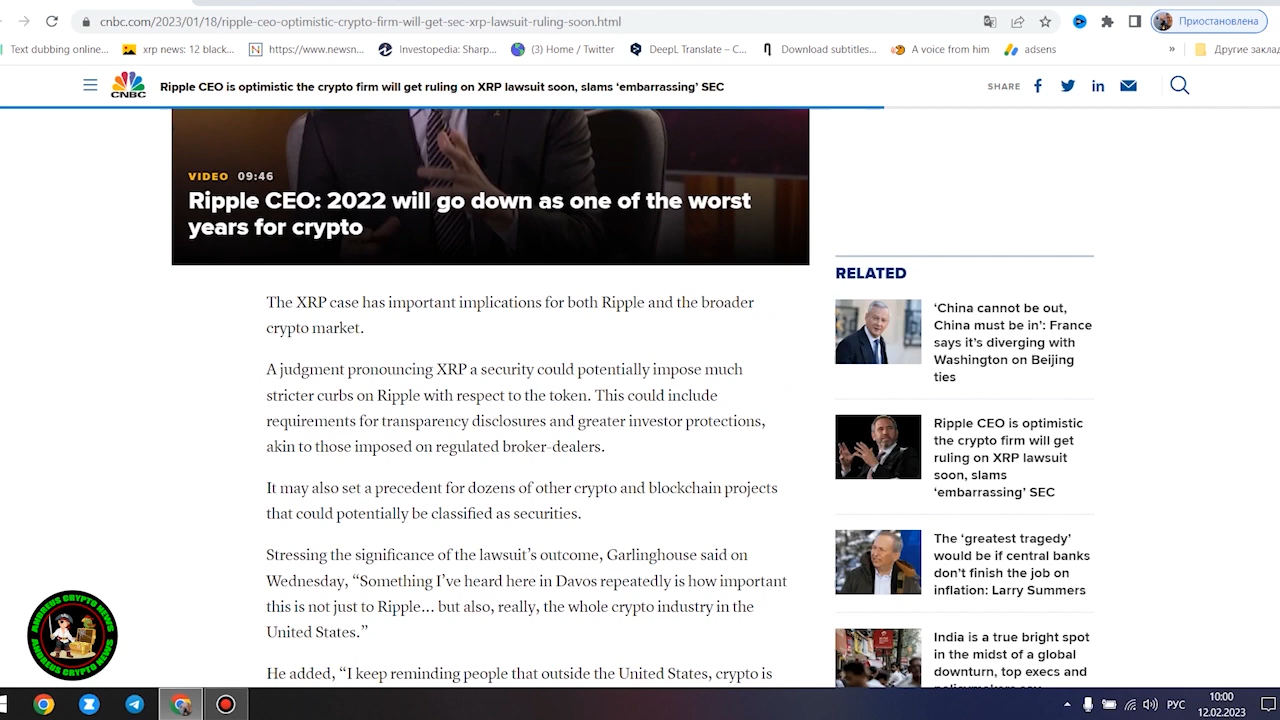 cnbc.com/2023/01/18/ripple-ceo-optimistic-crypto-firm-will-get-sec-xrp-lawsuit-ruling-soon.html
Приостановлена
Text dubbing online...
xrp news: 12 black...
https://www.newsn...
Investopedia: Sharp...
(3) Home / Twitter
DeepL Translate – C...
Download subtitles...
A voice from him
adsens
»
Другие закла
CNBC
Ripple CEO is optimistic the crypto firm will get ruling on XRP lawsuit soon, slams ‘embarrassing’ SEC
SHARE
VIDEO 09:46
Ripple CEO: 2022 will go down as one of the worst
years for crypto
The XRP case has important implications for both Ripple and the broader
crypto market.
A judgment pronouncing XRP a security could potentially impose much
stricter curbs on Ripple with respect to the token. This could include
requirements for transparency disclosures and greater investor protections,
akin to those imposed on regulated broker-dealers.
It may also set a precedent for dozens of other crypto and blockchain projects
that could potentially be classified as securities.
Stressing the significance of the lawsuit’s outcome, Garlinghouse said on
Wednesday, “Something I’ve heard here in Davos repeatedly is how important
this is not just to Ripple… but also, really, the whole crypto industry in the
United States.”
He added, “I keep reminding people that outside the United States, crypto is
RELATED
‘China cannot be out,
China must be in’: France
says it’s diverging with
Washington on Beijing
ties
Ripple CEO is optimistic
the crypto firm will get
ruling on XRP lawsuit
soon, slams
‘embarrassing’ SEC
The ‘greatest tragedy’
would be if central banks
don’t finish the job on
inflation: Larry Summers
India is a true bright spot
in the midst of a global
downturn, top execs and
ANDREUS CRYPTO NEWS
ANDREUS CRYPTO NEWS
РУС
10:00
12.02.2023